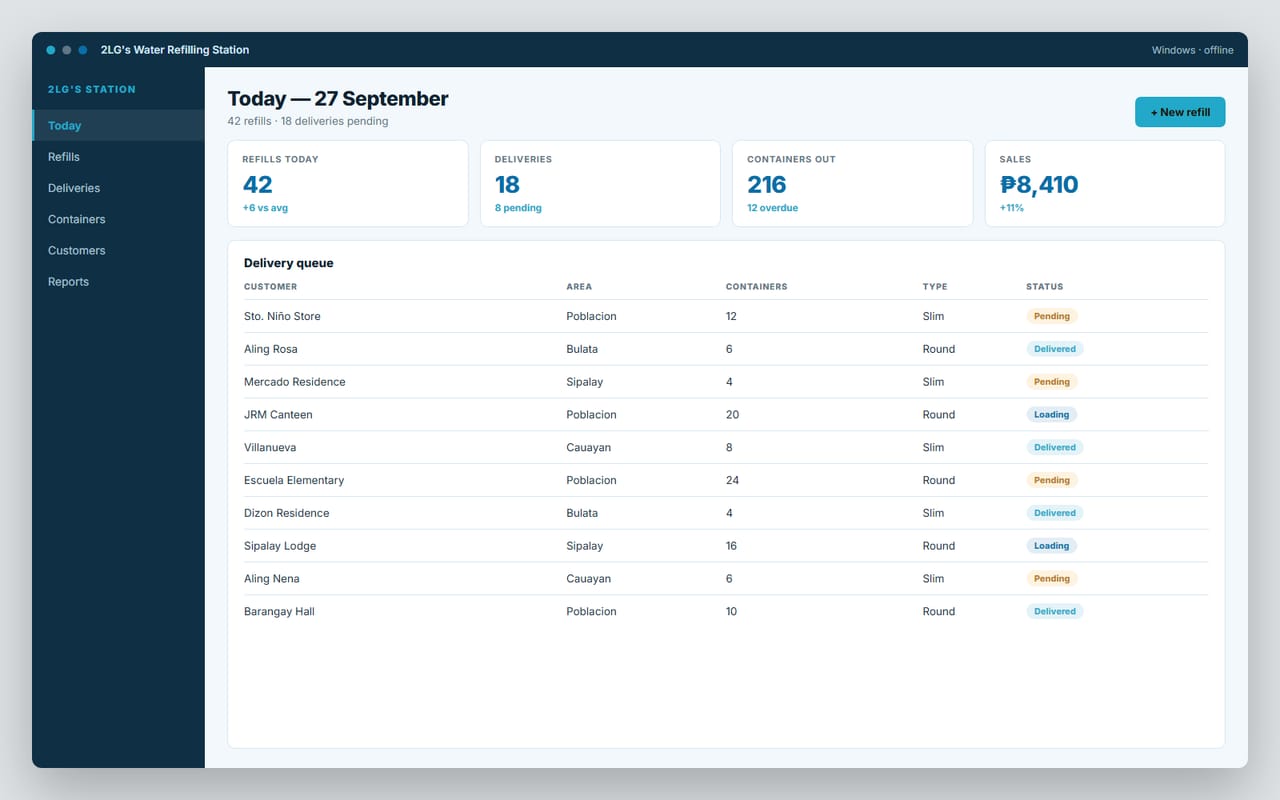 2LG's Water Refilling Station
Windows · offline
2LG'S STATION
Today
Refills
Deliveries
Containers
Customers
Reports
Today — 27 September
42 refills · 18 deliveries pending
+ New refill
REFILLS TODAY
42
+6 vs avg
DELIVERIES
18
8 pending
CONTAINERS OUT
216
12 overdue
SALES
₱8,410
+11%
Delivery queue
CUSTOMER AREA CONTAINERS TYPE STATUS
Sto. Niño Store Poblacion 12 Slim Pending
Aling Rosa Bulata 6 Round Delivered
Mercado Residence Sipalay 4 Slim Pending
JRM Canteen Poblacion 20 Round Loading
Villanueva Cauayan 8 Slim Delivered
Escuela Elementary Poblacion 24 Round Pending
Dizon Residence Bulata 4 Slim Delivered
Sipalay Lodge Sipalay 16 Round Loading
Aling Nena Cauayan 6 Slim Pending
Barangay Hall Poblacion 10 Round Delivered